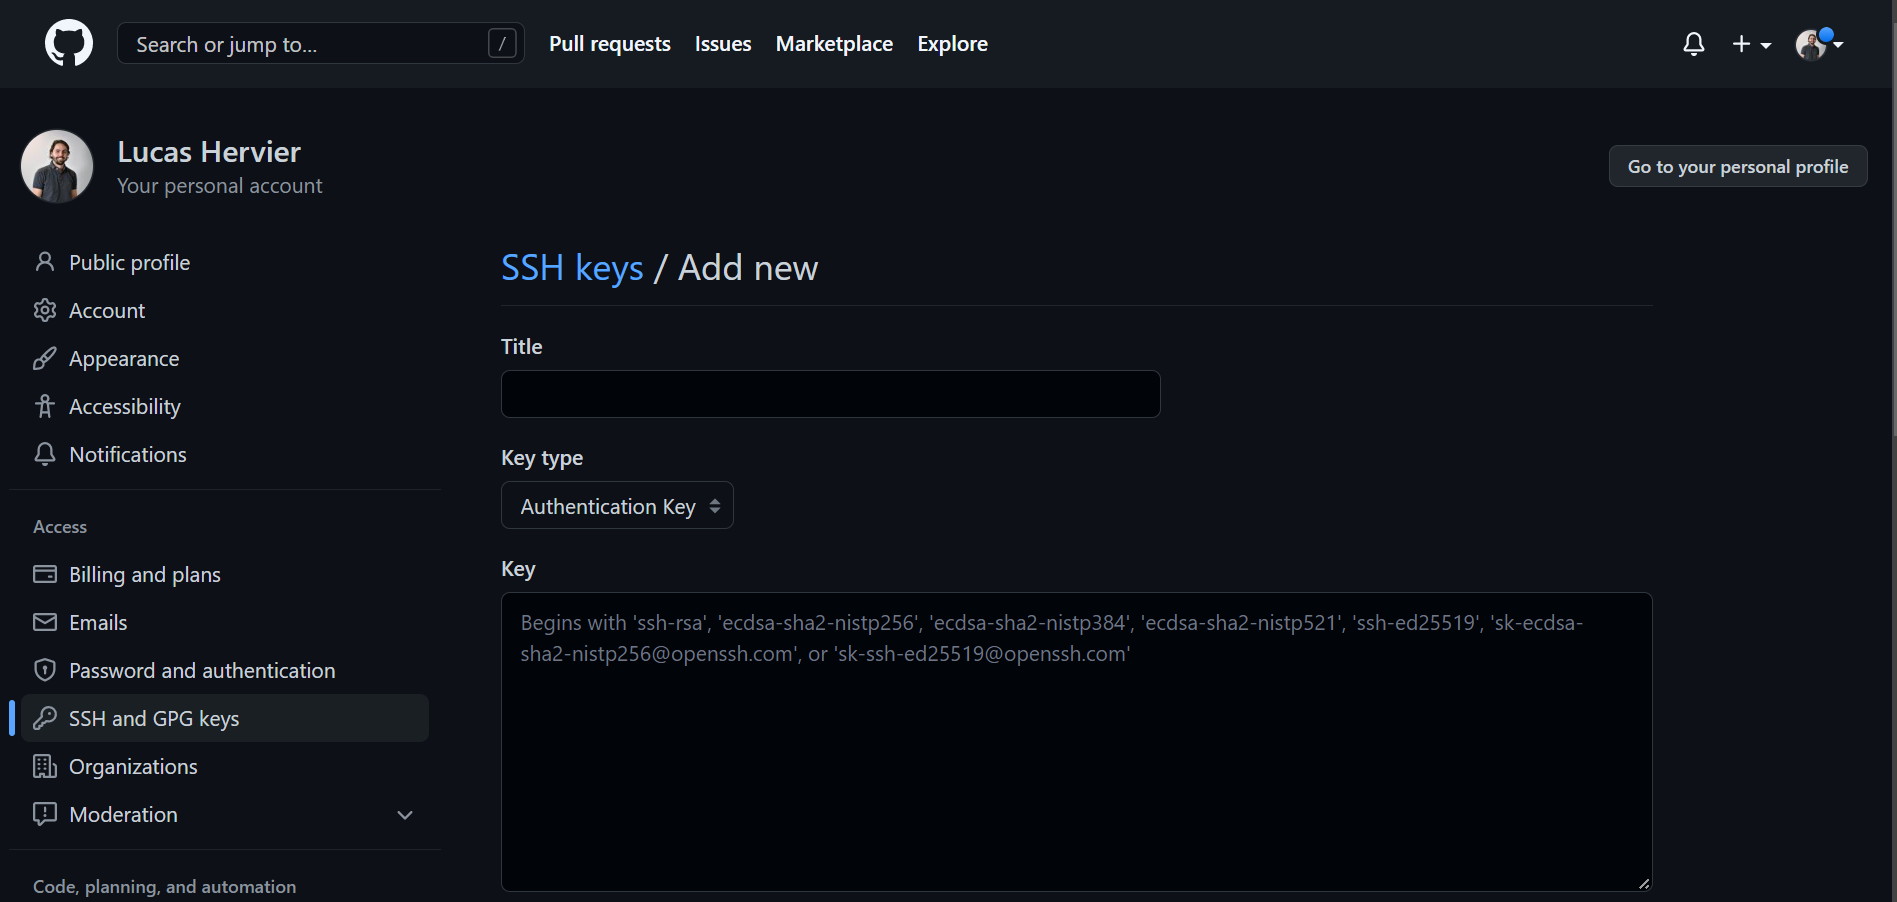 Search or jump to... /
Pull requests
Issues
Marketplace
Explore
Lucas Hervier
Your personal account
Go to your personal profile
Public profile
Account
Appearance
Accessibility
Notifications
Access
Billing and plans
Emails
Password and authentication
SSH and GPG keys
Organizations
Moderation
Code, planning, and automation
SSH keys / Add new
Title
Key type
Authentication Key
Key
Begins with 'ssh-rsa', 'ecdsa-sha2-nistp256', 'ecdsa-sha2-nistp384', 'ecdsa-sha2-nistp521', 'ssh-ed25519', 'sk-ecdsa-
sha2-nistp256@openssh.com', or 'sk-ssh-ed25519@openssh.com'